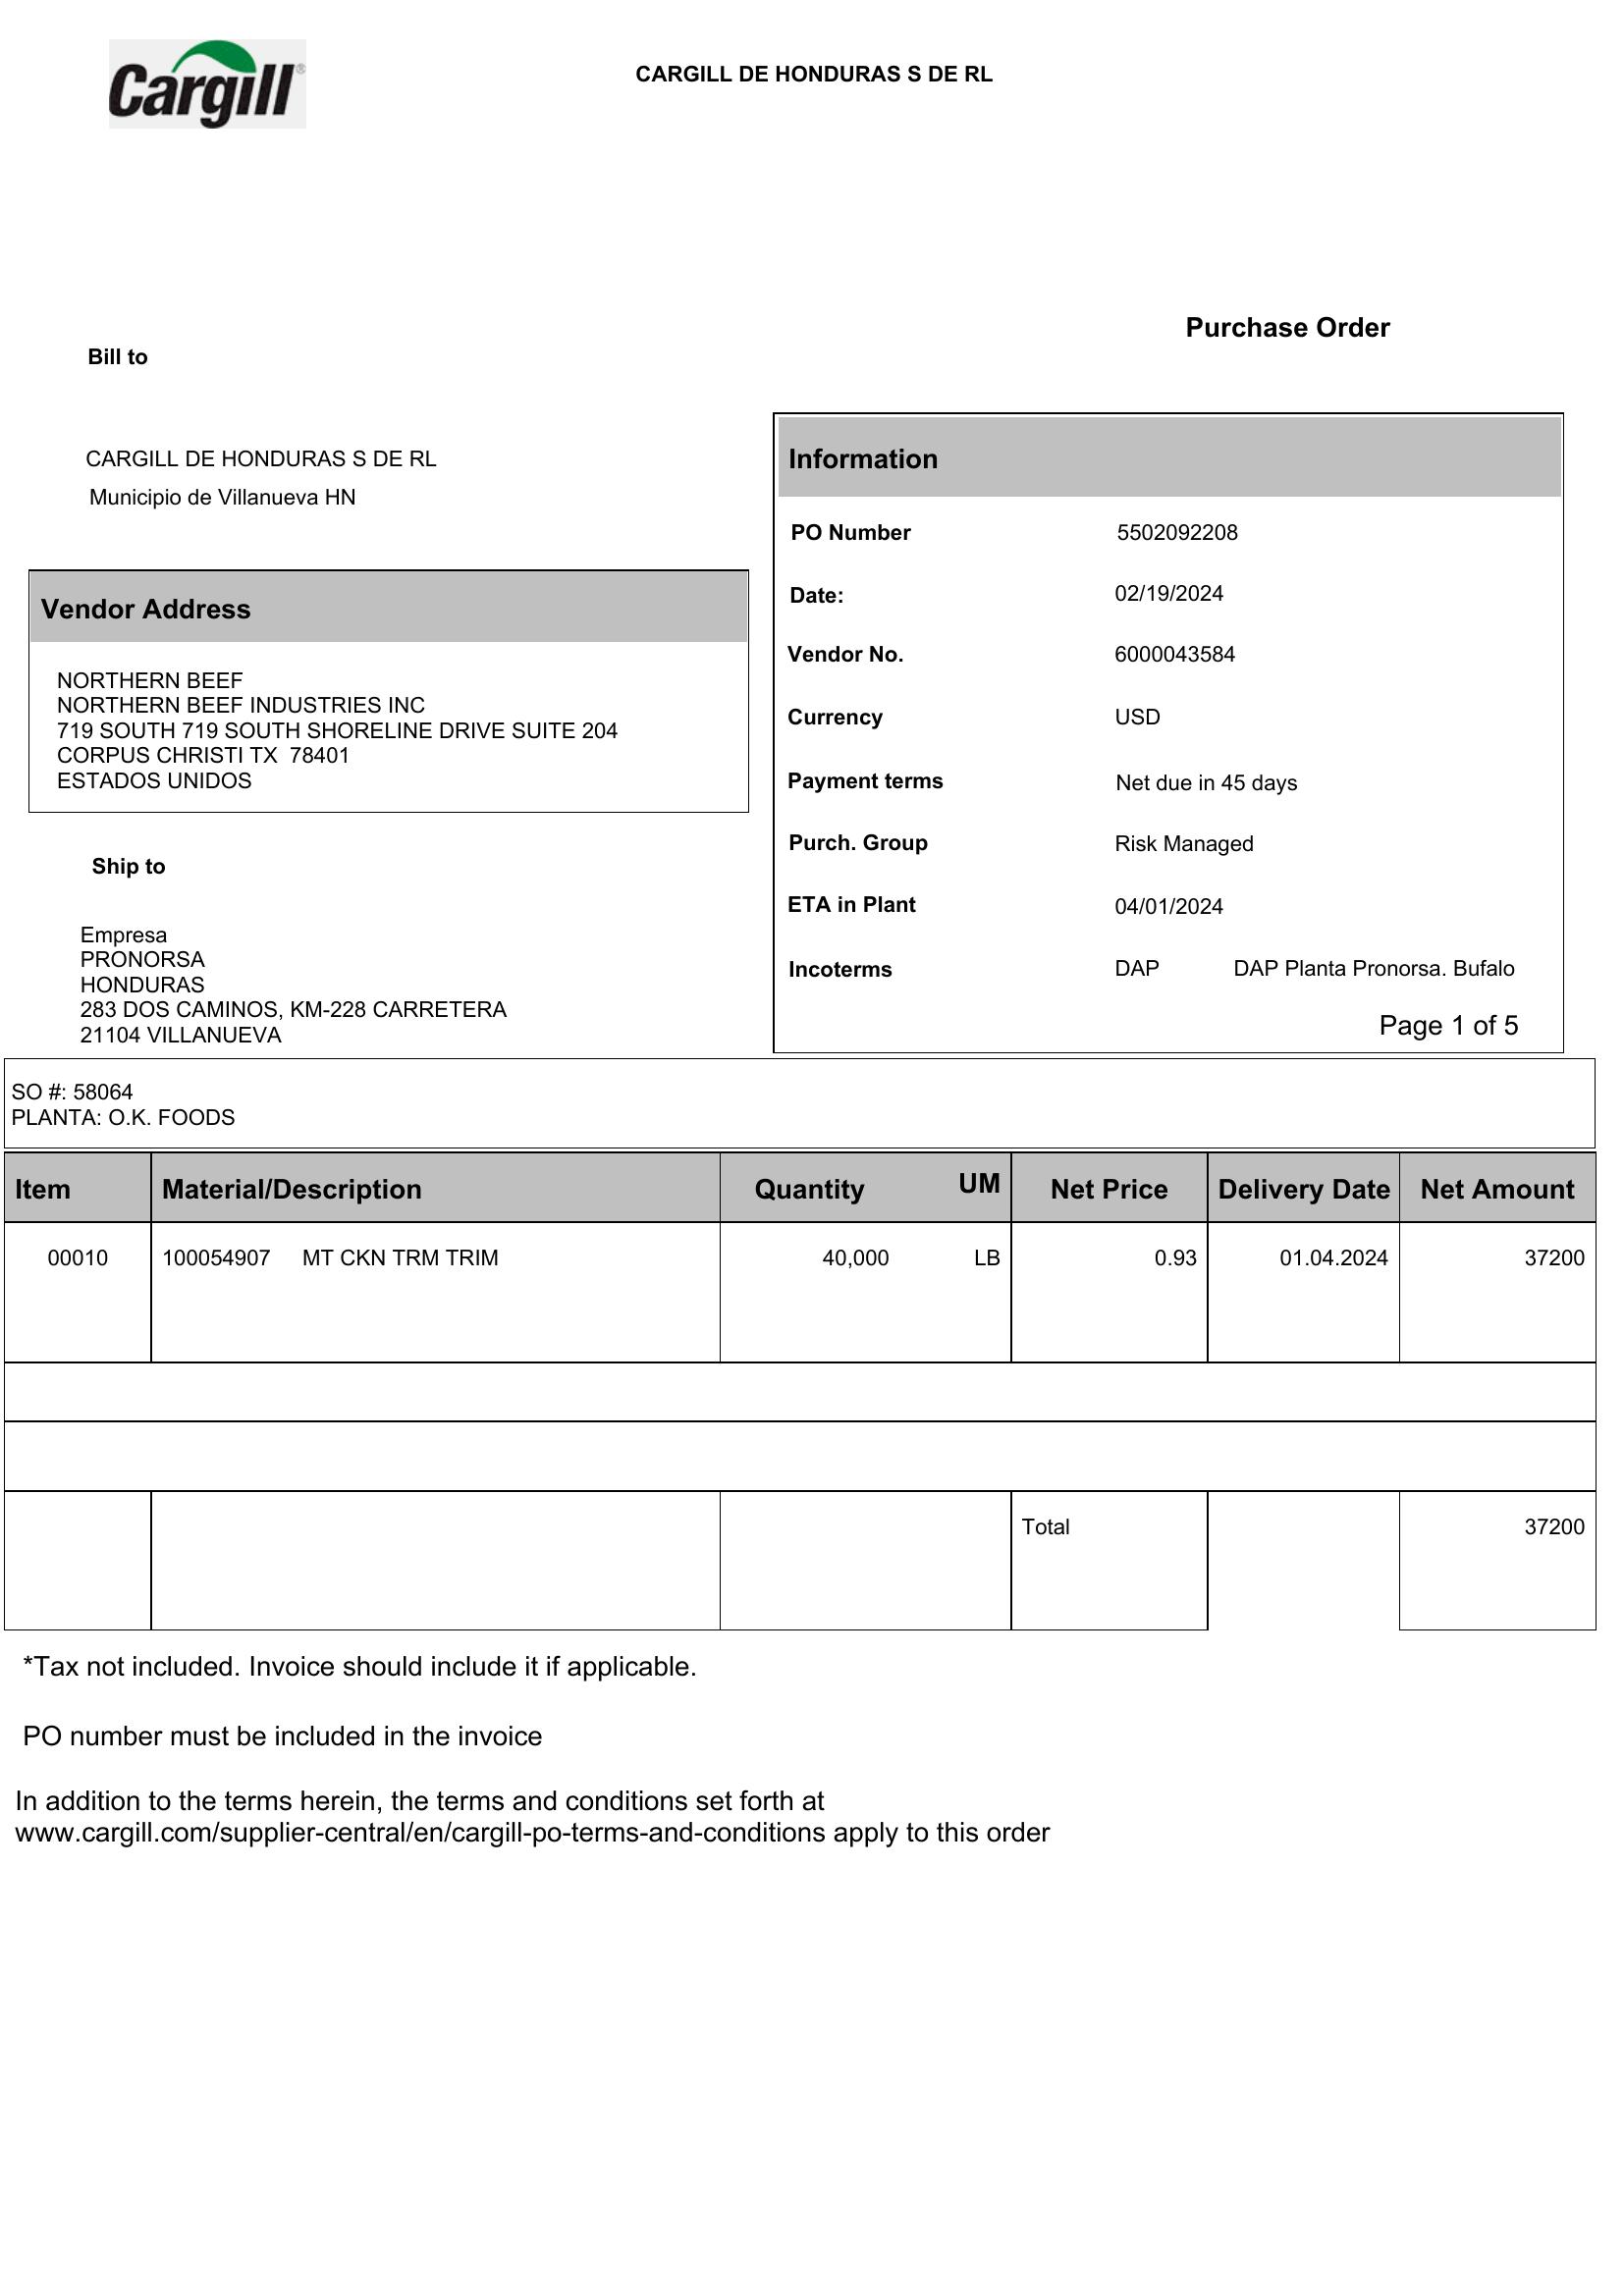 Cargill®
CARGILL DE HONDURAS S DE RL
Purchase Order
Bill to
CARGILL DE HONDURAS S DE RL
Municipio de Villanueva HN
Vendor Address
NORTHERN BEEF
NORTHERN BEEF INDUSTRIES INC
719 SOUTH 719 SOUTH SHORELINE DRIVE SUITE 204
CORPUS CHRISTI TX  78401
ESTADOS UNIDOS
Ship to
Empresa
PRONORSA
HONDURAS
283 DOS CAMINOS, KM-228 CARRETERA
21104 VILLANUEVA
Information
PO Number 5502092208
Date: 02/19/2024
Vendor No. 6000043584
Currency USD
Payment terms Net due in 45 days
Purch. Group Risk Managed
ETA in Plant 04/01/2024
Incoterms DAP DAP Planta Pronorsa. Bufalo
Page 1 of 5
SO #: 58064
PLANTA: O.K. FOODS
Item Material/Description Quantity UM Net Price Delivery Date Net Amount
00010 100054907 MT CKN TRM TRIM 40,000 LB 0.93 01.04.2024 37200
Total 37200
*Tax not included. Invoice should include it if applicable.
PO number must be included in the invoice
In addition to the terms herein, the terms and conditions set forth at
www.cargill.com/supplier-central/en/cargill-po-terms-and-conditions apply to this order